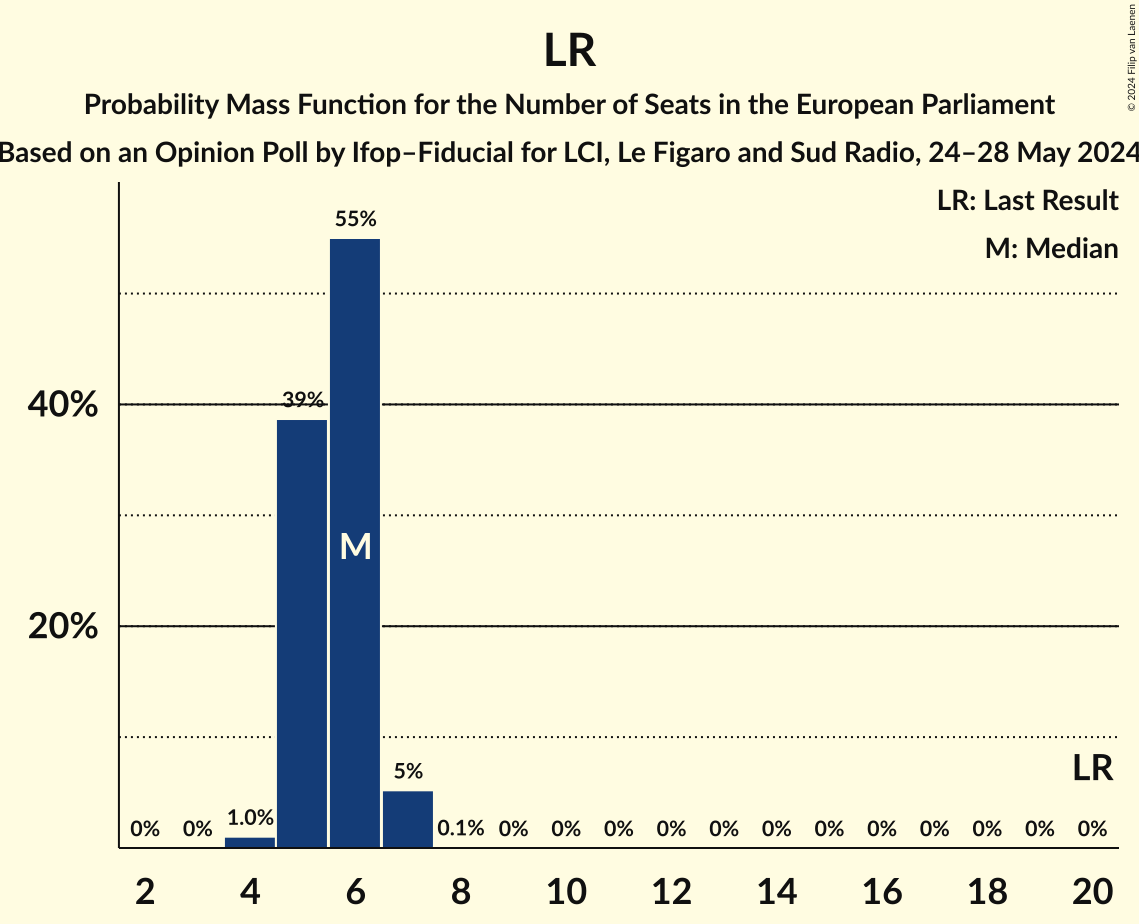 LR
Probability Mass Function for the Number of Seats in the European Parliament
Based on an Opinion Poll by Ifop–Fiducial for LCI, Le Figaro and Sud Radio, 24–28 May 2024
© 2024 Filip van Laenen
LR: Last Result
M: Median
55%
40%
39%
M
20%
LR
5%
0% 0% 1.0% 0.1% 0% 0% 0% 0% 0% 0% 0% 0% 0% 0% 0% 0%
2 4 6 8 10 12 14 16 18 20